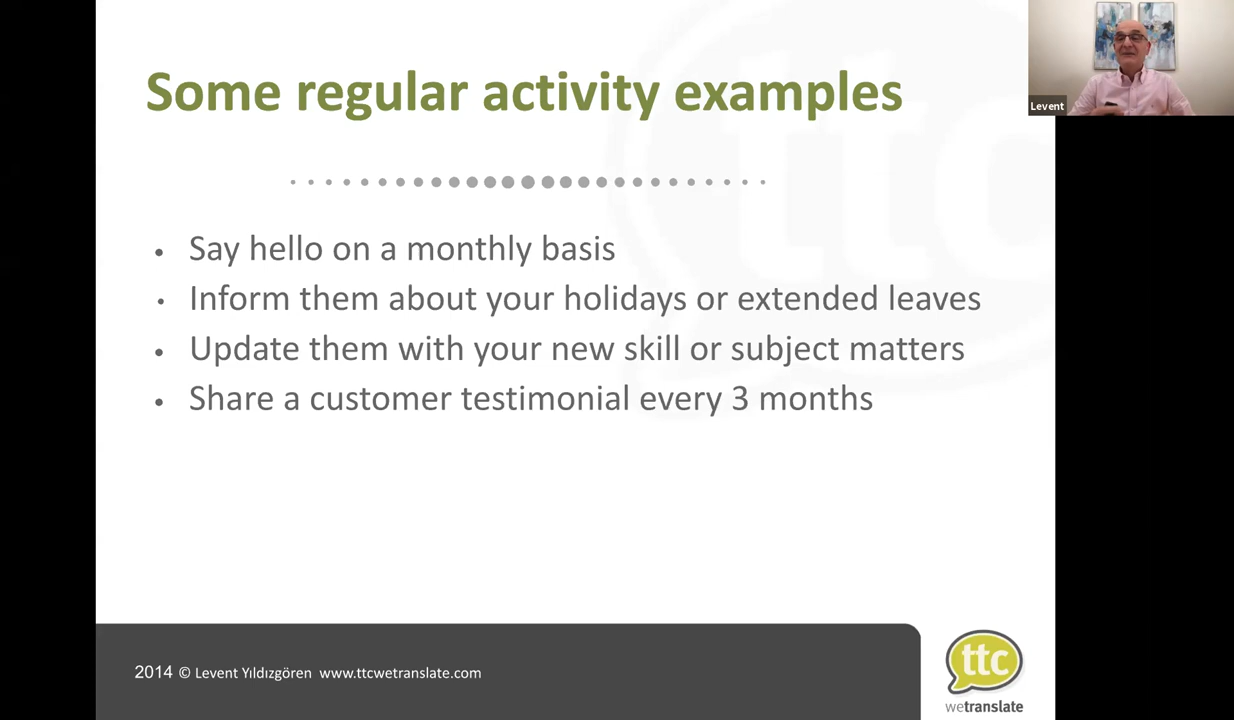 Some regular activity examples
Levent
• Say hello on a monthly basis
• Inform them about your holidays or extended leaves
• Update them with your new skill or subject matters
• Share a customer testimonial every 3 months
2014 © Levent Yıldızgören www.ttcwetranslate.com
ttc
wetranslate
ttc